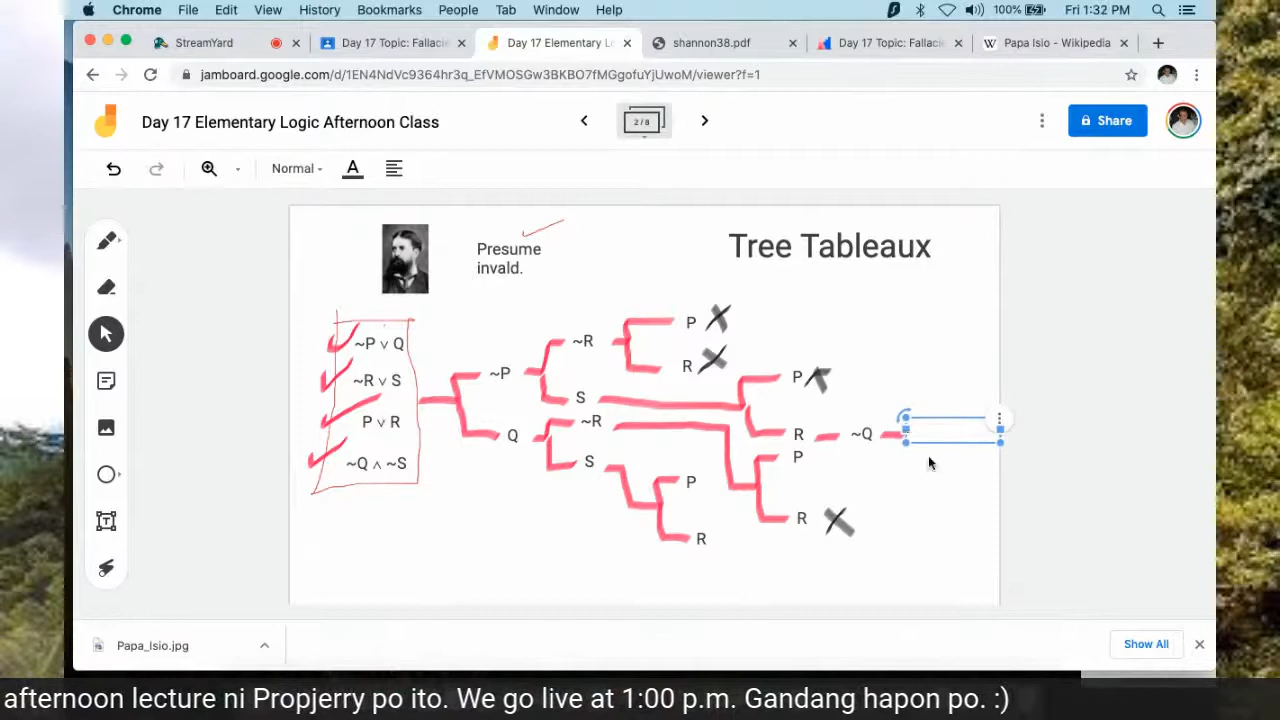 Chrome File Edit View History Bookmarks People Tab Window Help 100% Fri 1:32 PM
StreamYard Day 17 Topic: Fallacie Day 17 Elementary Lo shannon38.pdf Day 17 Topic: Fallacie Papa Isio - Wikipedia
jamboard.google.com/d/1EN4NdVc9364hr3q_EfVMOSGw3BKBO7fMGgofuYjUwoM/viewer?f=1
Day 17 Elementary Logic Afternoon Class 2 / 8 Share
Normal A
Presume
invald.
Tree Tableaux
~P v Q
~R v S
P v R
~Q ∧ ~S
~P
Q
~R
S
~R
S
P
R
P
R
P
R
P
R
~Q
Papa_Isio.jpg Show All
afternoon lecture ni Propjerry po ito. We go live at 1:00 p.m. Gandang hapon po. :)